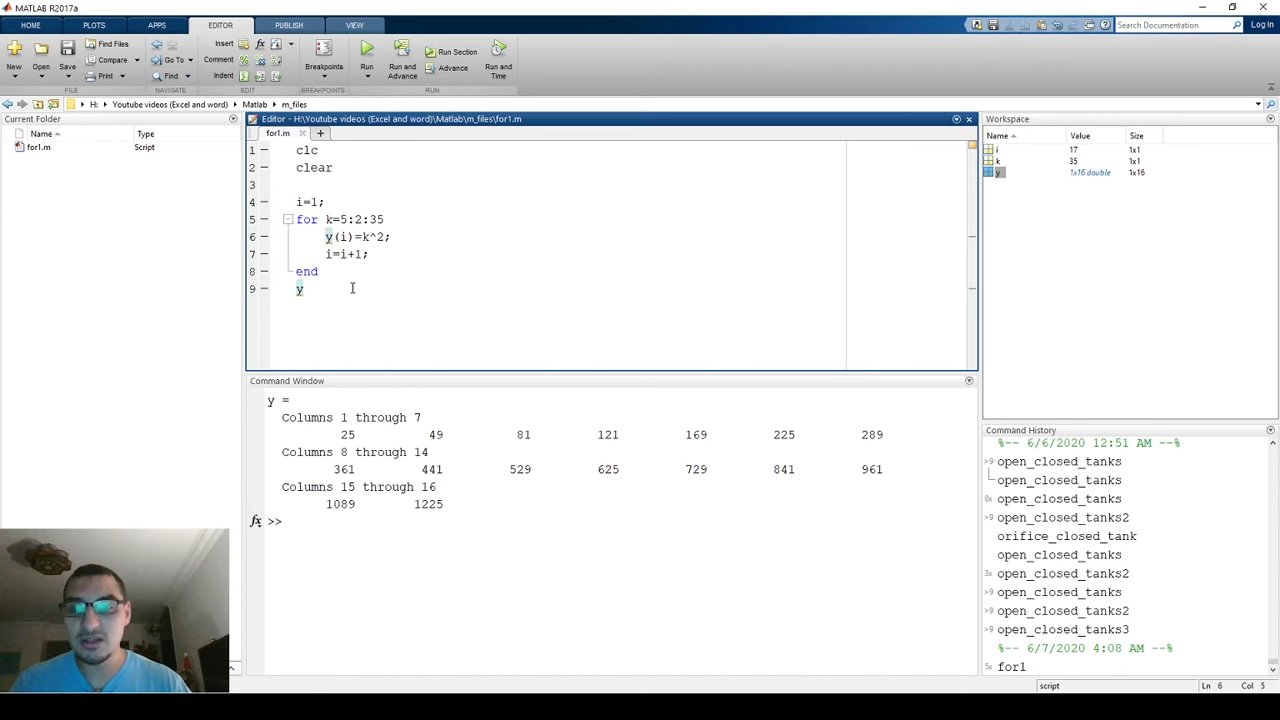 MATLAB R2017a
HOME PLOTS APPS EDITOR PUBLISH VIEW
Search Documentation
Log In
New Open Save
Find Files
Compare
Print
Go To
Find
Insert
Comment
Indent
Breakpoints
Run
Run and Advance
Run Section
Advance
Run and Time
FILE NAVIGATE EDIT BREAKPOINTS RUN
H: Youtube videos (Excel and word) Matlab m_files
Current Folder
Name Type
for1.m Script
Editor - H:\Youtube videos (Excel and word)\Matlab\m_files\for1.m
for1.m
1 clc
2 clear
3
4 i=1;
5 for k=5:2:35
6 y(i)=k^2;
7 i=i+1;
8 end
9 y
Command Window
y =
Columns 1 through 7
25 49 81 121 169 225 289
Columns 8 through 14
361 441 529 625 729 841 961
Columns 15 through 16
1089 1225
fx >>
Workspace
Name Value Size
i 17 1x1
k 35 1x1
y 1x16 double 1x16
Command History
%-- 6/6/2020 12:51 AM --%
>9 open_closed_tanks
open_closed_tanks
8x open_closed_tanks
>9 open_closed_tanks2
orifice_closed_tank
open_closed_tanks
3x open_closed_tanks2
>9 open_closed_tanks
>9 open_closed_tanks2
>9 open_closed_tanks3
%-- 6/7/2020 4:08 AM --%
5x for1
script Ln 6 Col 5